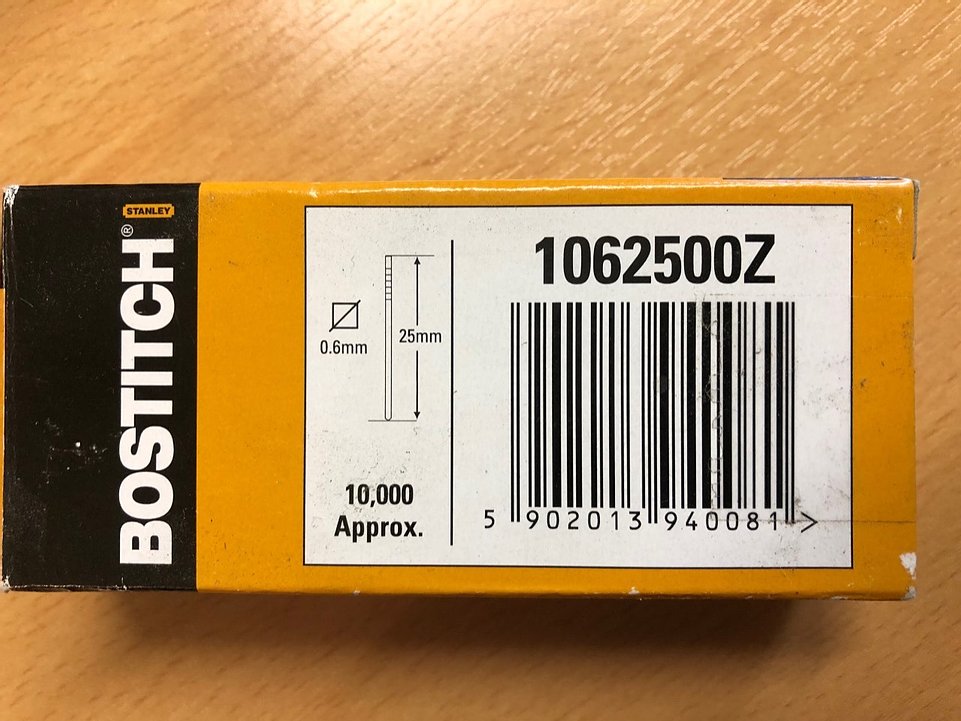 STANLEY
BOSTITCH®
1062500Z
0.6mm
25mm
10,000
Approx.
5 902013 940081 >